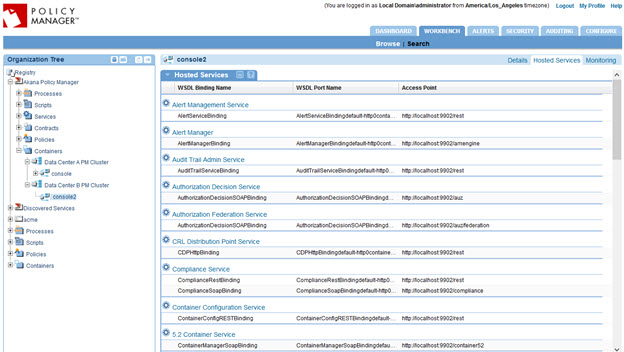 POLICY
MANAGER™
(You are logged in as Local Domain\administrator from America/Los_Angeles timezone)
Logout My Profile Help
DASHBOARD WORKBENCH ALERTS SECURITY AUDITING CONFIGURE
Browse Search
Organization Tree
Registry
Akana Policy Manager
Processes
Scripts
Services
Contracts
Policies
Containers
Data Center A PM Cluster
console
Data Center B PM Cluster
console2
Discovered Services
acme
Processes
Scripts
Policies
Containers
console2
Details Hosted Services Monitoring
Hosted Services
WSDL Binding Name WSDL Port Name Access Point
Alert Management Service
AlertServiceBinding AlertServiceBindingdefault-http0conta... http://localhost:9902/rest
Alert Manager
AlertManagerBinding AlertManagerBindingdefault-http0cont... http://localhost:9902/amengine
Audit Trail Admin Service
AuditTrailServiceBinding AuditTrailServiceBindingdefault-http0... http://localhost:9902/rest
Authorization Decision Service
AuthorizationDecisionSOAPBinding AuthorizationDecisionSOAPBindingd... http://localhost:9902/auz
Authorization Federation Service
AuthorizationDecisionSOAPBinding AuthorizationDecisionSOAPBindingd... http://localhost:9902/auzfederation
CRL Distribution Point Service
CDPHttpBinding CDPHttpBindingdefault-http0container... http://localhost:9902/rest
Compliance Service
ComplianceRestBinding ComplianceRestBindingdefault-http0... http://localhost:9902/rest
ComplianceSoapBinding ComplianceSoapBindingdefault-http0... http://localhost:9902/compliance
Container Configuration Service
ContainerConfigRESTBinding ContainerConfigRESTBindingdefault-... http://localhost:9902/rest
5.2 Container Service
ContainerManagerSoapBinding ContainerManagerSoapBindingdefaul... http://localhost:9902/container52